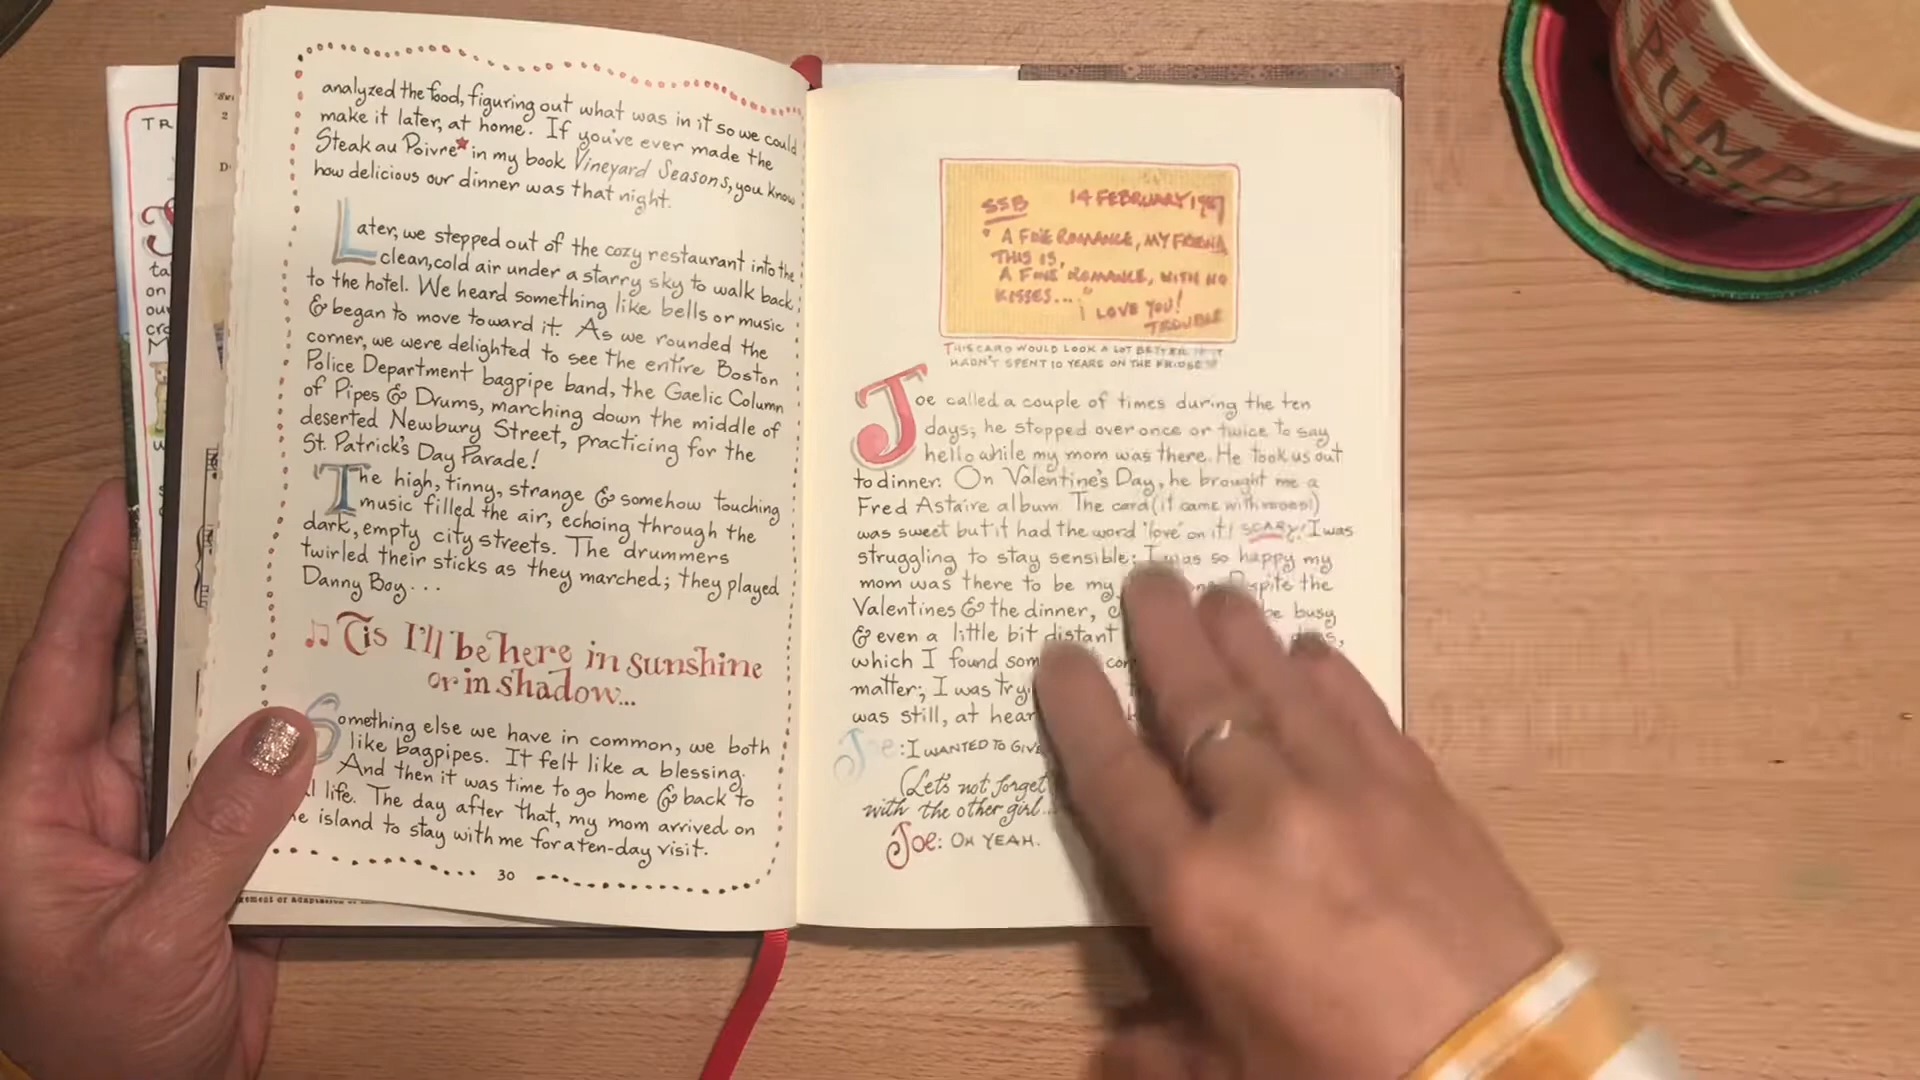 analyzed the food, figuring out what was in it so we could
make it later, at home. If you've ever made the
Steak au Poivre★ in my book Vineyard Seasons, you know
how delicious our dinner was that night.
Later, we stepped out of the cozy restaurant into the
clean, cold air under a starry sky to walk back
to the hotel. We heard something like bells or music
& began to move toward it. As we rounded the
corner, we were delighted to see the entire Boston
Police Department bagpipe band, the Gaelic Column
of Pipes & Drums, marching down the middle of
deserted Newbury Street, practicing for the
St. Patrick's Day Parade!
The high, tinny, strange & somehow touching
music filled the air, echoing through the
dark, empty city streets. The drummers
twirled their sticks as they marched; they played
Danny Boy...
♫ 'Tis I'll be here in sunshine
or in shadow...
Something else we have in common, we both
like bagpipes. It felt like a blessing.
And then it was time to go home & back to
life. The day after that, my mom arrived on
island to stay with me for a ten-day visit.
30
SSB 14 FEBRUARY 1987
"A FINE ROMANCE, MY FRIEND
THIS IS,
A FINE ROMANCE, WITH NO
KISSES..."
I LOVE YOU!
TROUBLE
THIS CARD WOULD LOOK A LOT BETTER IF IT
HADN'T SPENT 10 YEARS ON THE FRIDGE
Joe called a couple of times during the ten
days; he stopped over once or twice to say
hello while my mom was there. He took us out
to dinner. On Valentine's Day, he brought me a
Fred Astaire album. The card (it came with roses!)
was sweet but it had the word 'love' on it! SCARY! I was
struggling to stay sensible; I was so happy my
mom was there to be my the
Valentines & the dinner, be busy
& even a little bit distant
which I found
matter; I was
was still, at
Joe: I WANTED TO GIVE
(Let's not forget
with the other girl...
Joe: OH YEAH.
PUMPKIN